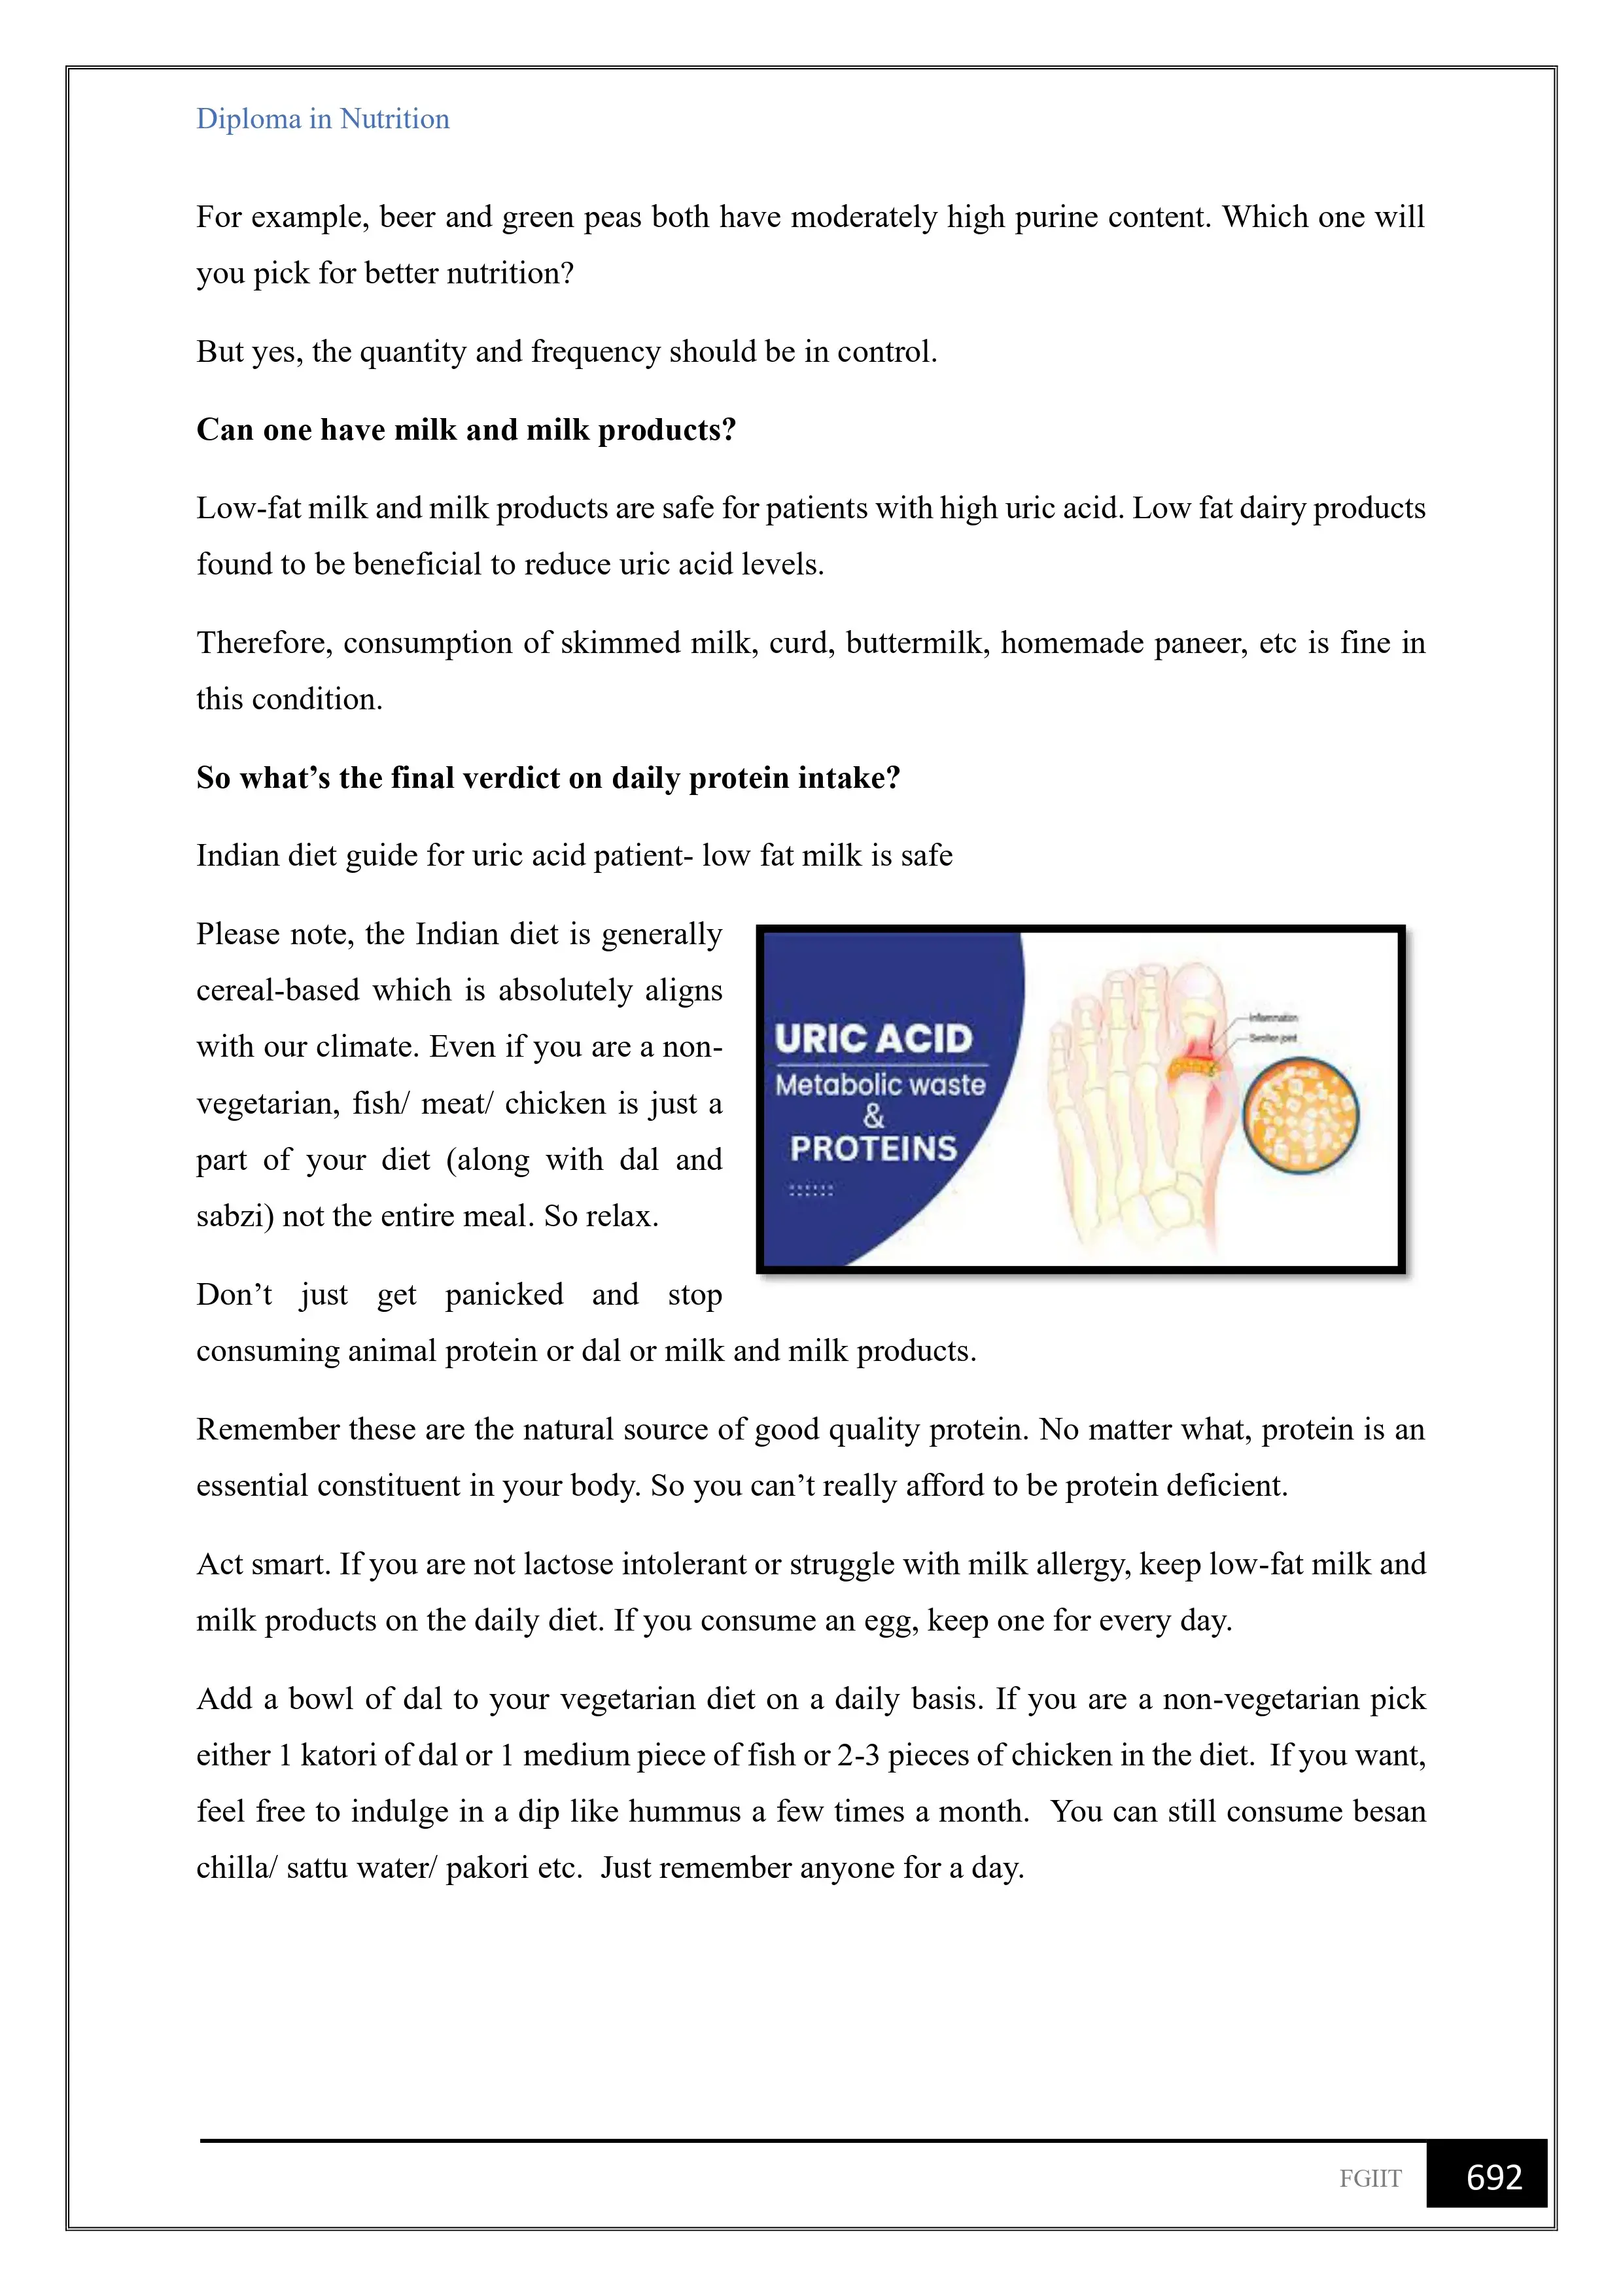 Diploma in Nutrition
For example, beer and green peas both have moderately high purine content. Which one will
you pick for better nutrition?
But yes, the quantity and frequency should be in control.
Can one have milk and milk products?
Low-fat milk and milk products are safe for patients with high uric acid. Low fat dairy products
found to be beneficial to reduce uric acid levels.
Therefore, consumption of skimmed milk, curd, buttermilk, homemade paneer, etc is fine in
this condition.
So what’s the final verdict on daily protein intake?
Indian diet guide for uric acid patient- low fat milk is safe
Please note, the Indian diet is generally
cereal-based which is absolutely aligns
with our climate. Even if you are a non-
vegetarian, fish/ meat/ chicken is just a
part of your diet (along with dal and
sabzi) not the entire meal. So relax.
URIC ACID
Metabolic waste
&
PROTEINS
Inflammation
Swollen joint
Don’t just get panicked and stop
consuming animal protein or dal or milk and milk products.
Remember these are the natural source of good quality protein. No matter what, protein is an
essential constituent in your body. So you can’t really afford to be protein deficient.
Act smart. If you are not lactose intolerant or struggle with milk allergy, keep low-fat milk and
milk products on the daily diet. If you consume an egg, keep one for every day.
Add a bowl of dal to your vegetarian diet on a daily basis. If you are a non-vegetarian pick
either 1 katori of dal or 1 medium piece of fish or 2-3 pieces of chicken in the diet.  If you want,
feel free to indulge in a dip like hummus a few times a month.  You can still consume besan
chilla/ sattu water/ pakori etc.  Just remember anyone for a day.
FGIIT 692